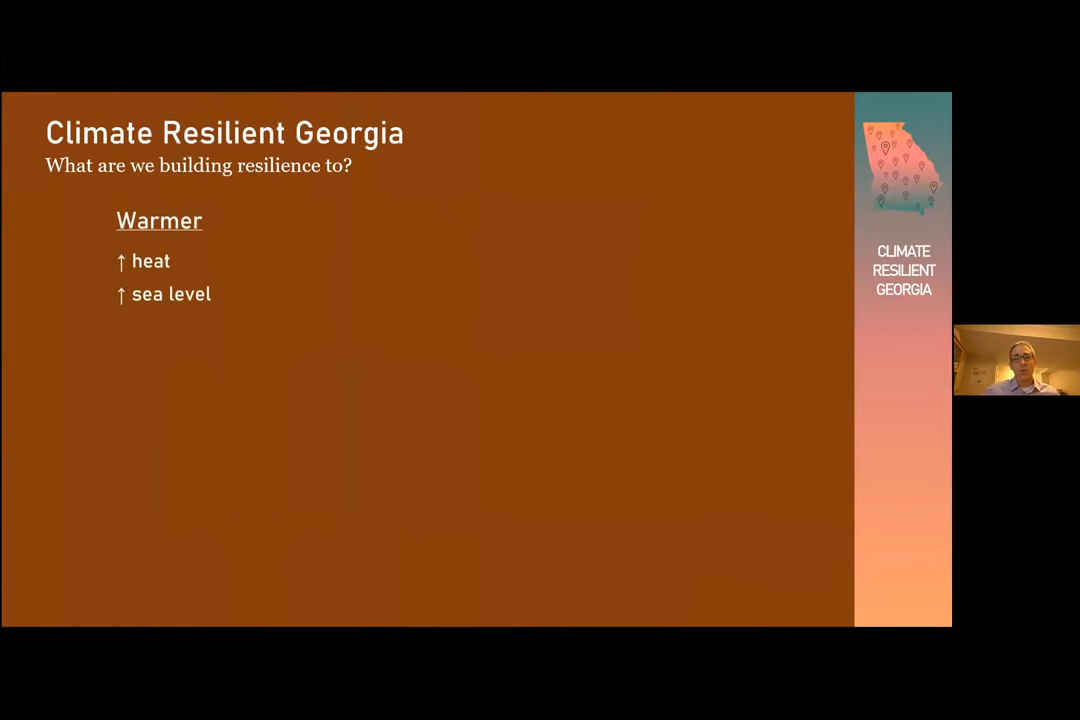 Climate Resilient Georgia
What are we building resilience to?
Warmer
↑ heat
↑ sea level
CLIMATE
RESILIENT
GEORGIA